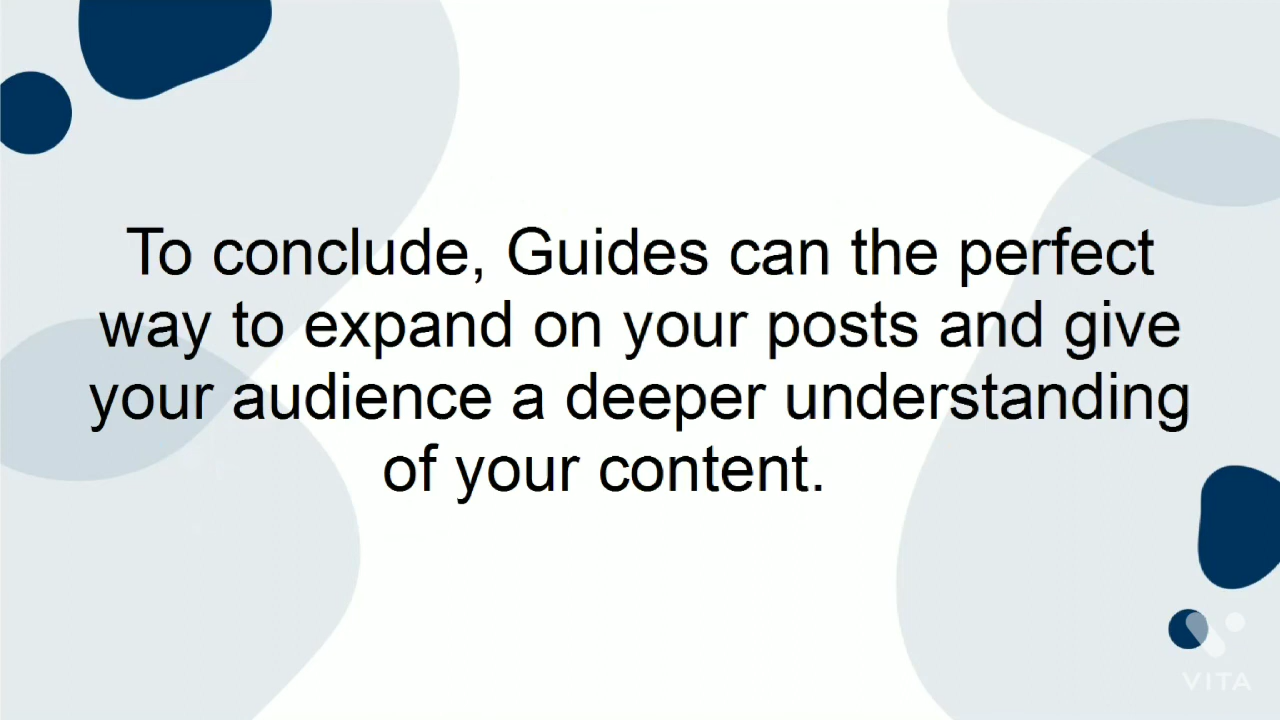 To conclude, Guides can the perfect
way to expand on your posts and give
your audience a deeper understanding
of your content.
VITA